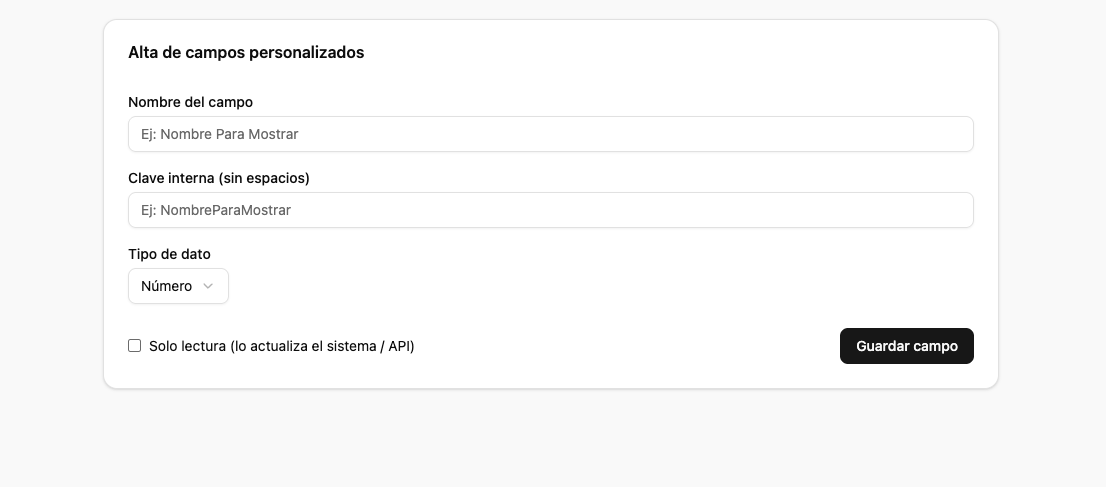 Alta de campos personalizados
Nombre del campo
Ej: Nombre Para Mostrar
Clave interna (sin espacios)
Ej: NombreParaMostrar
Tipo de dato
Número
Solo lectura (lo actualiza el sistema / API)
Guardar campo